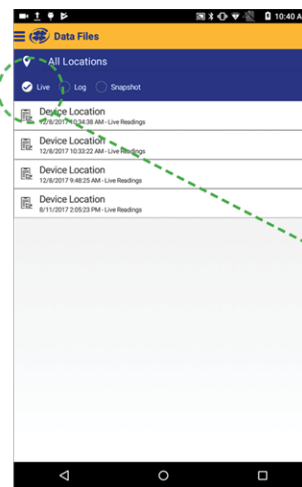 10:40 A
Data Files
All Locations
Live Log Snapshot
Device Location
12/8/2017 10:34:38 AM - Live Readings
Device Location
12/8/2017 10:33:22 AM - Live Readings
Device Location
12/8/2017 9:48:25 AM - Live Readings
Device Location
8/11/2017 2:05:23 PM - Live Readings